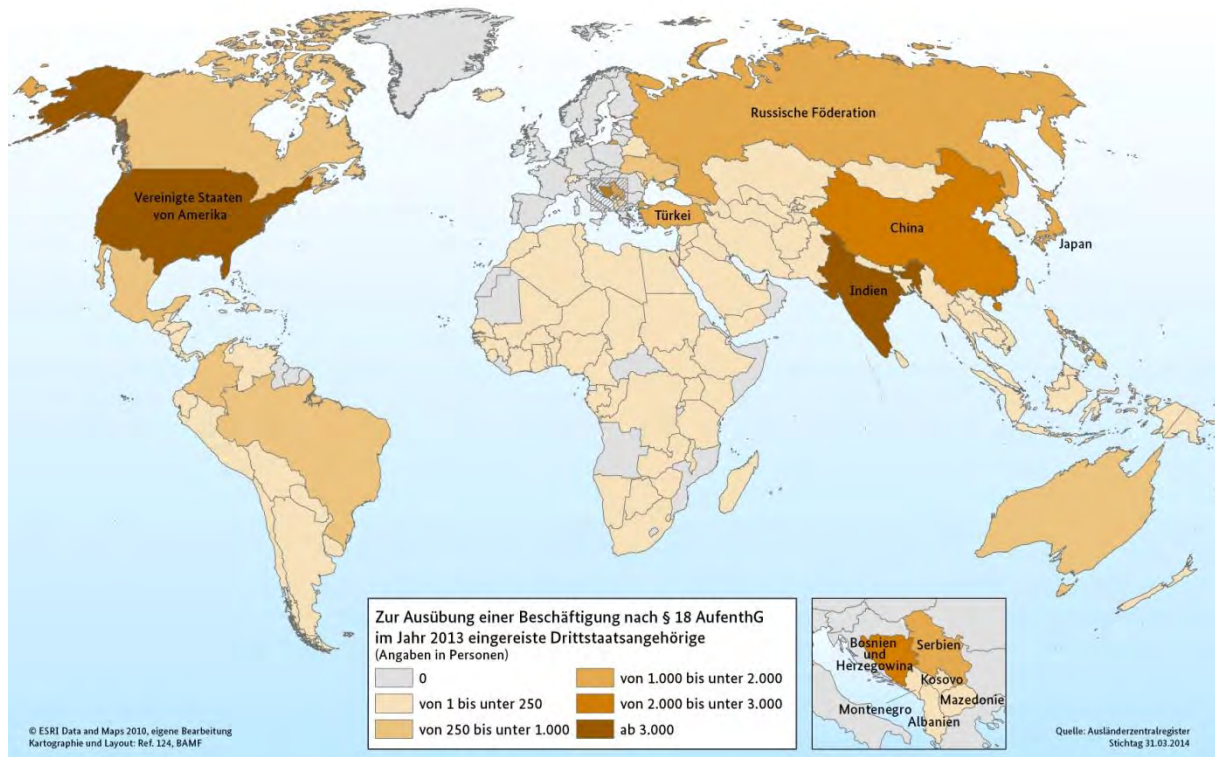 Russische Föderation
Vereinigte Staaten
von Amerika
Türkei
China
Japan
Indien
Zur Ausübung einer Beschäftigung nach § 18 AufenthG
im Jahr 2013 eingereiste Drittstaatsangehörige
(Angaben in Personen)
0
von 1 bis unter 250
von 250 bis unter 1.000
von 1.000 bis unter 2.000
von 2.000 bis unter 3.000
ab 3.000
Bosnien
und
Herzegowina
Serbien
Kosovo
Mazedonie
Montenegro
Albanien
© ESRI Data and Maps 2010, eigene Bearbeitung
Kartographie und Layout: Ref. 124, BAMF
Quelle: Ausländerzentralregister
Stichtag 31.03.2014